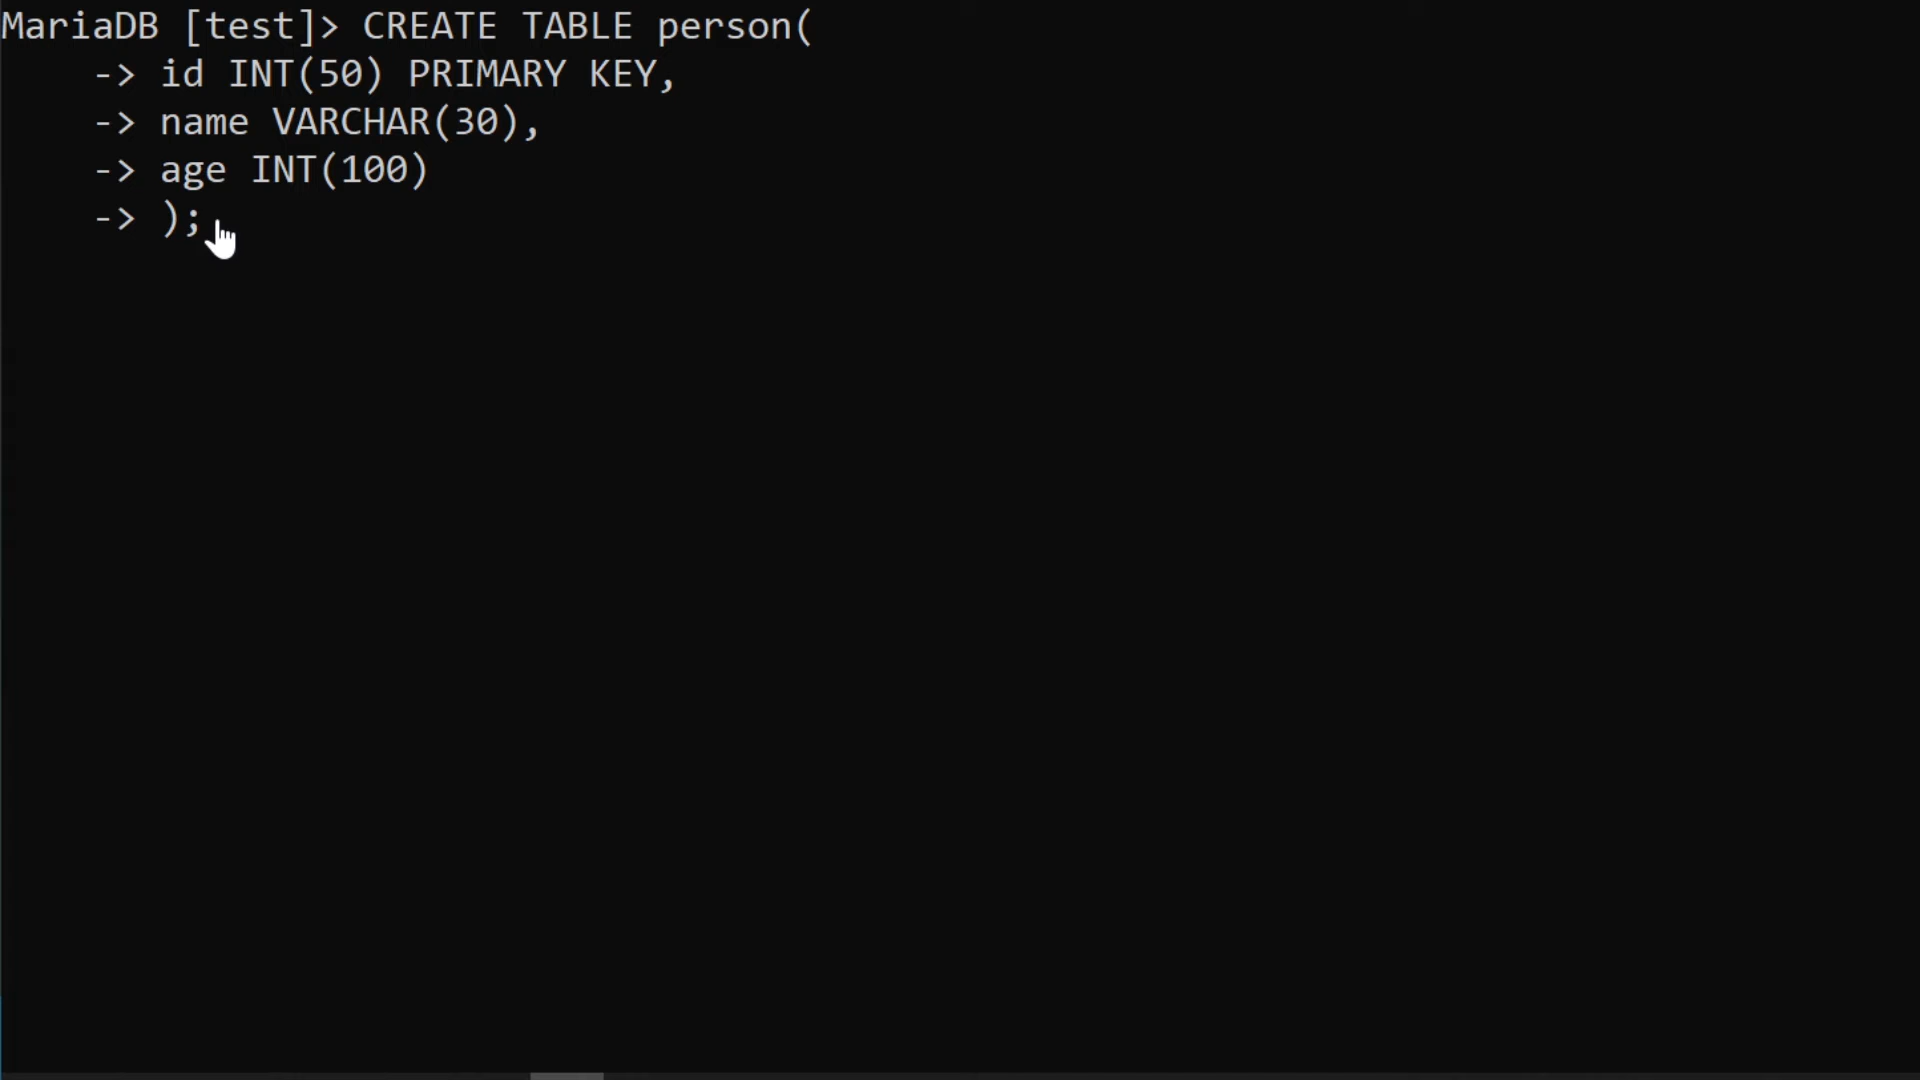 MariaDB [test]> CREATE TABLE person(
-> id INT(50) PRIMARY KEY,
-> name VARCHAR(30),
-> age INT(100)
-> );